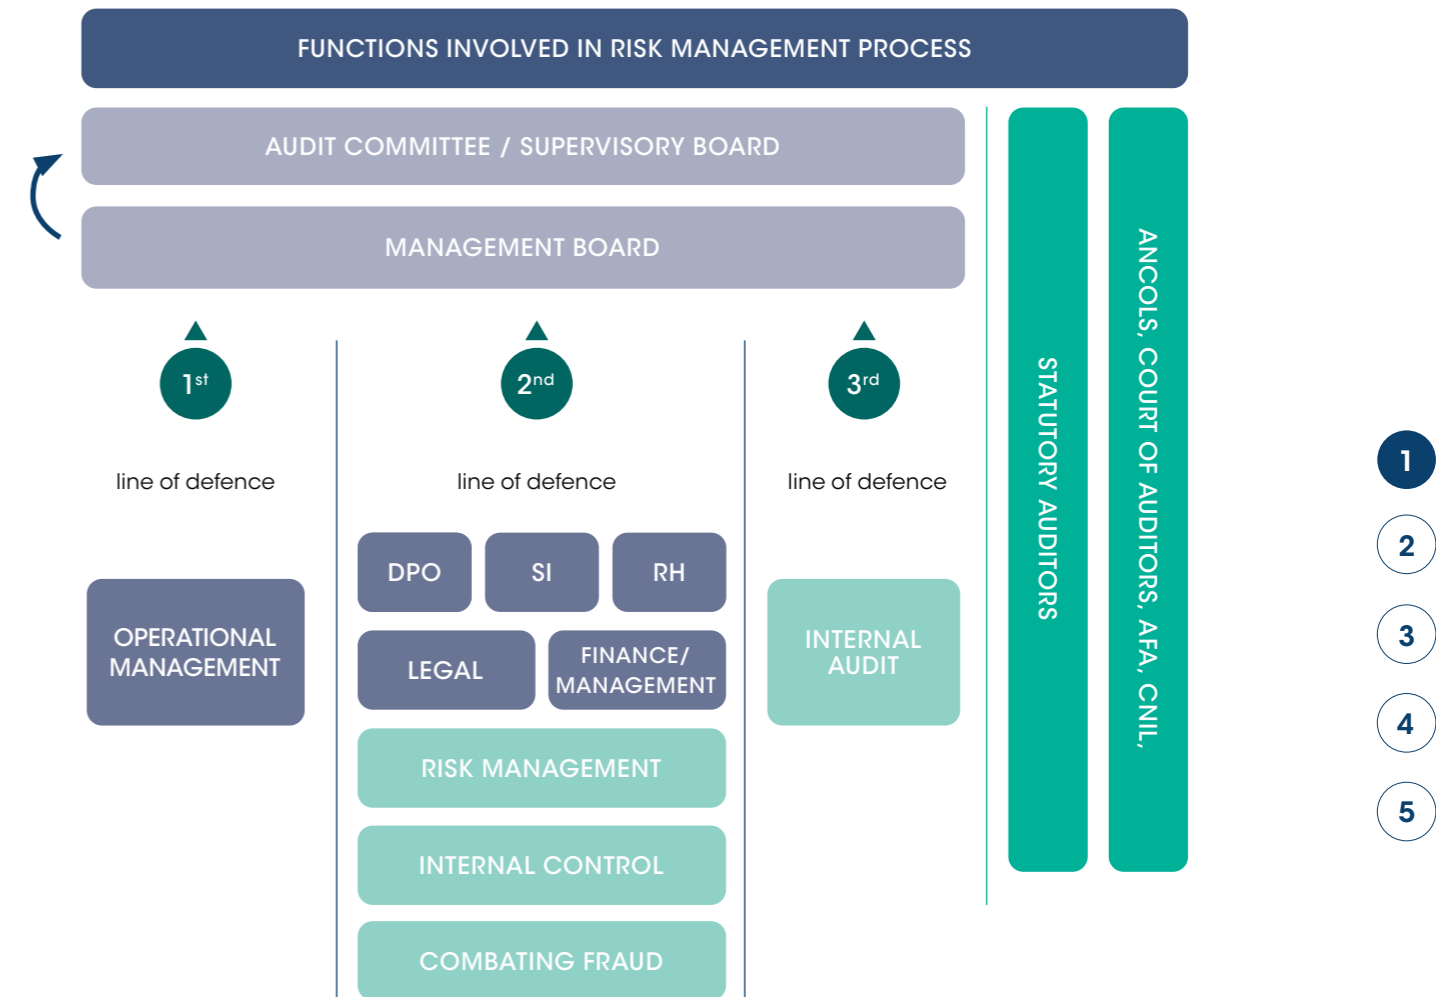 FUNCTIONS INVOLVED IN RISK MANAGEMENT PROCESS
AUDIT COMMITTEE / SUPERVISORY BOARD
MANAGEMENT BOARD
1st
line of defence
OPERATIONAL
MANAGEMENT
2nd
line of defence
DPO
SI
RH
LEGAL
FINANCE/
MANAGEMENT
RISK MANAGEMENT
INTERNAL CONTROL
COMBATING FRAUD
3rd
line of defence
INTERNAL
AUDIT
STATUTORY AUDITORS
ANCOLS, COURT OF AUDITORS, AFA, CNIL,
1
2
3
4
5